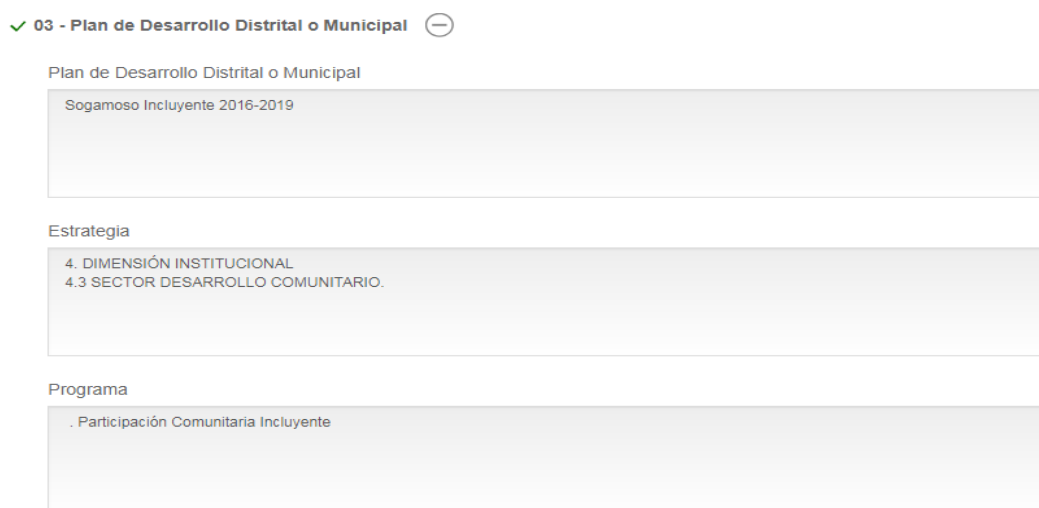 03 - Plan de Desarrollo Distrital o Municipal
Plan de Desarrollo Distrital o Municipal
Sogamoso Incluyente 2016-2019
Estrategia
4. DIMENSIÓN INSTITUCIONAL
4.3 SECTOR DESARROLLO COMUNITARIO.
Programa
. Participación Comunitaria Incluyente